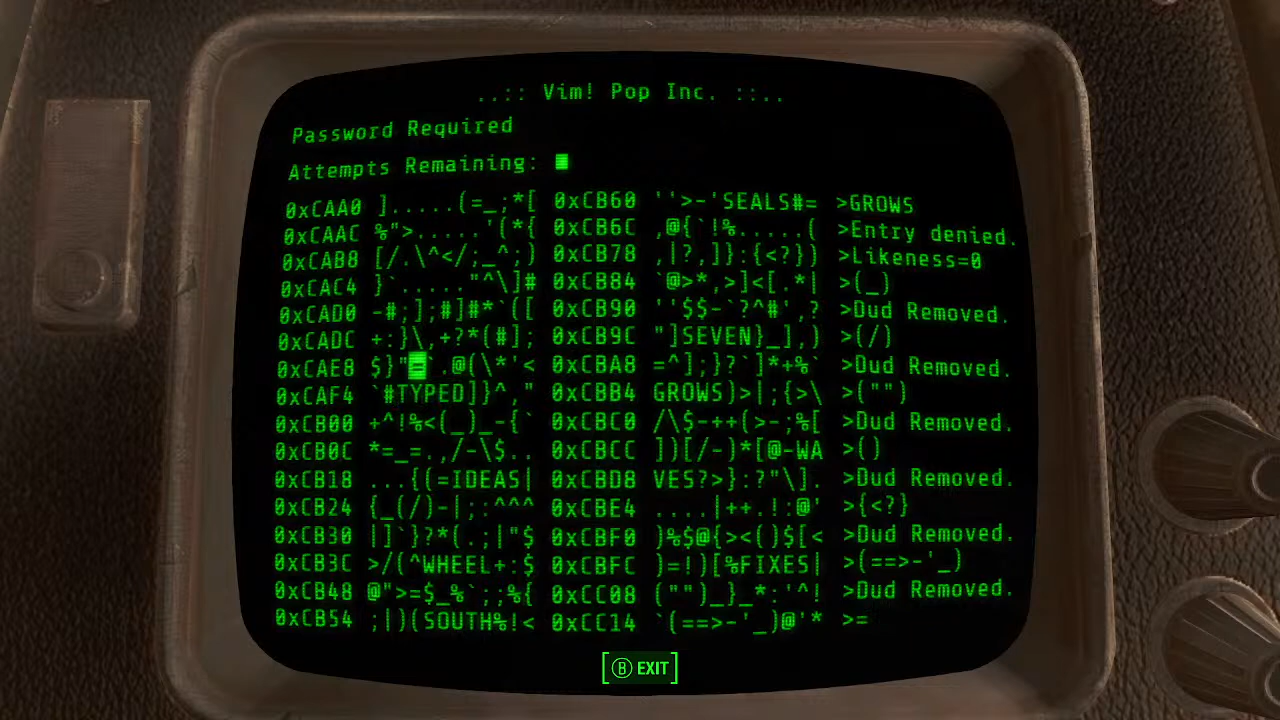 ..:: Vim! Pop Inc. ::..
Password Required
Attempts Remaining: ■
0xCAA0 ].....(=_;*[ 0xCB60 ''>-'SEALS#= >GROWS
0xCAAC %">.....'(*{ 0xCB6C ,@{`!%.....( >Entry denied.
0xCAB8 [/.\^</;_^;) 0xCB78 ,|?,]}:{<?}) >Likeness=0
0xCAC4 }`....."^\]# 0xCB84 `@>*,>]<[.*| >(_)
0xCAD0 -#;];#]#*`([ 0xCB90 ''$$-`?^#',? >Dud Removed.
0xCADC +:}\,+?*(#]; 0xCB9C "]SEVEN}_],) >(/)
0xCAE8 $}"=`.@(\*'< 0xCBA8 =^];}?`]*+%` >Dud Removed.
0xCAF4 `#TYPED]}^," 0xCBB4 GROWS)>|;{>\ >("")
0xCB00 +^!%<(_)_-{` 0xCBC0 /\$-++(>-;%[ >Dud Removed.
0xCB0C *=_=.,/-\$.. 0xCBCC ])[/-)*[@-WA >()
0xCB18 ...{(=IDEAS| 0xCBD8 VES?>}:?"\]. >Dud Removed.
0xCB24 {_(/)-|;:^^^ 0xCBE4 ....|++.!:@' >{<?}
0xCB30 |]`}?*(.;|"$ 0xCBF0 )%$@{><()$[< >Dud Removed.
0xCB3C >/(^WHEEL+:$ 0xCBFC )=!)[%FIXES| >(==>-'_)
0xCB48 @">=$_%`;;%{ 0xCC08 ("")_}_*:'^! >Dud Removed.
0xCB54 ;|)(SOUTH%!< 0xCC14 `(==>-'_)@'* >=
[Ⓑ EXIT]